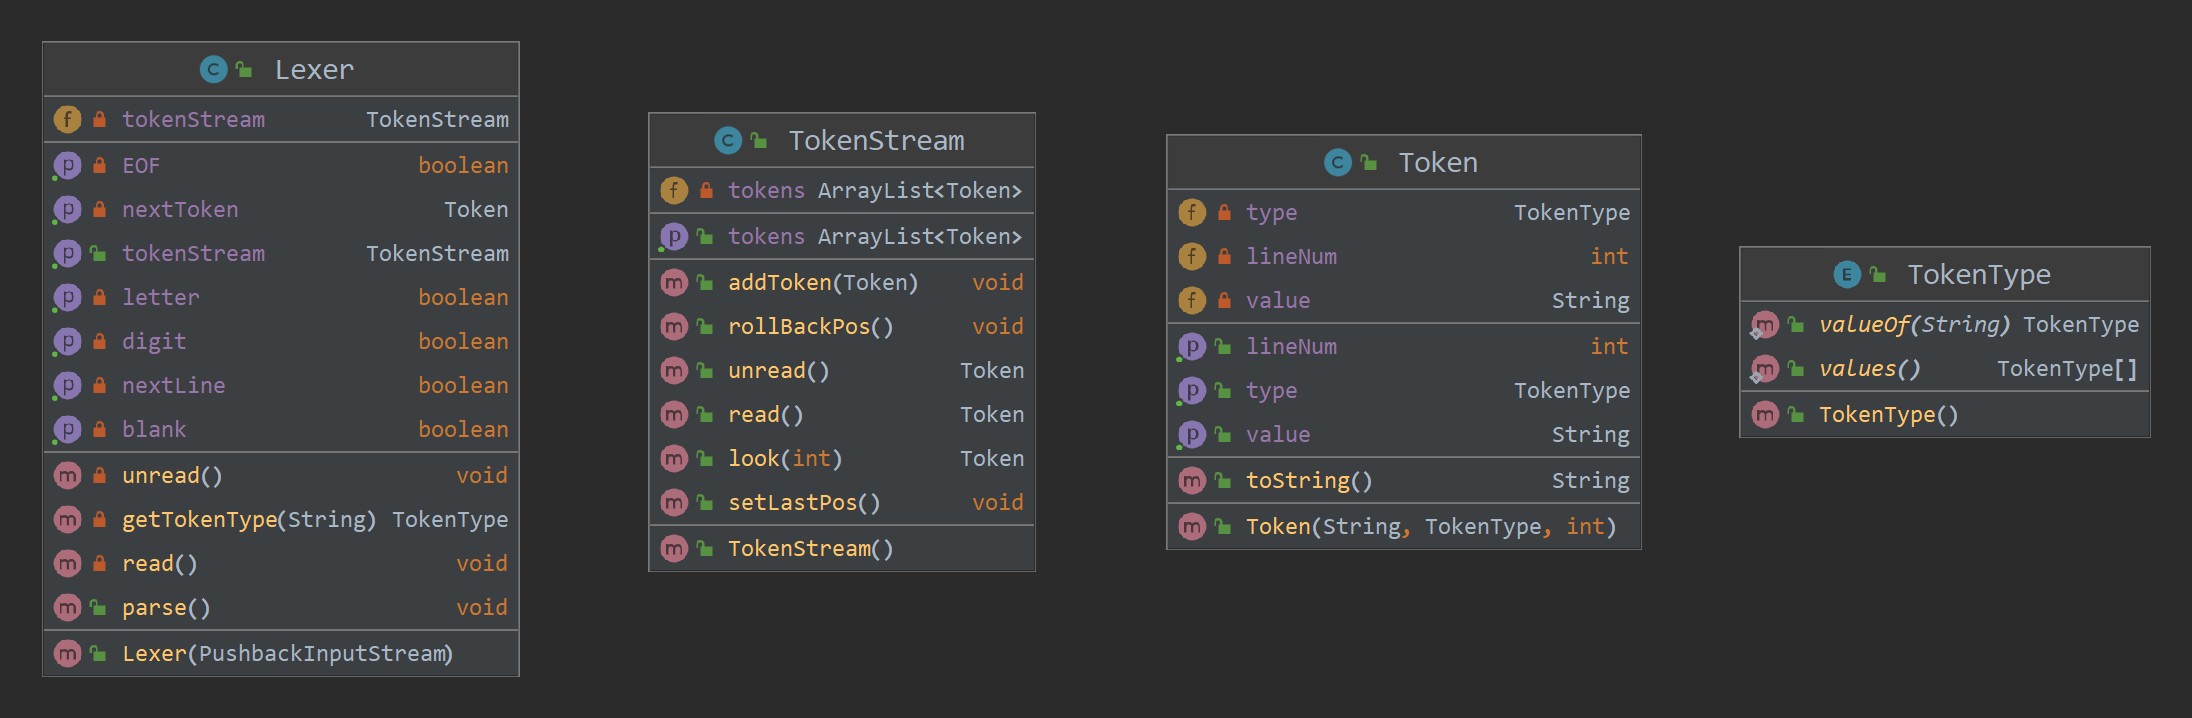 Lexer
tokenStream TokenStream
EOF boolean
nextToken Token
tokenStream TokenStream
letter boolean
digit boolean
nextLine boolean
blank boolean
unread() void
getTokenType(String) TokenType
read() void
parse() void
Lexer(PushbackInputStream)
TokenStream
tokens ArrayList<Token>
tokens ArrayList<Token>
addToken(Token) void
rollBackPos() void
unread() Token
read() Token
look(int) Token
setLastPos() void
TokenStream()
Token
type TokenType
lineNum int
value String
lineNum int
type TokenType
value String
toString() String
Token(String, TokenType, int)
TokenType
valueOf(String) TokenType
values() TokenType[]
TokenType()